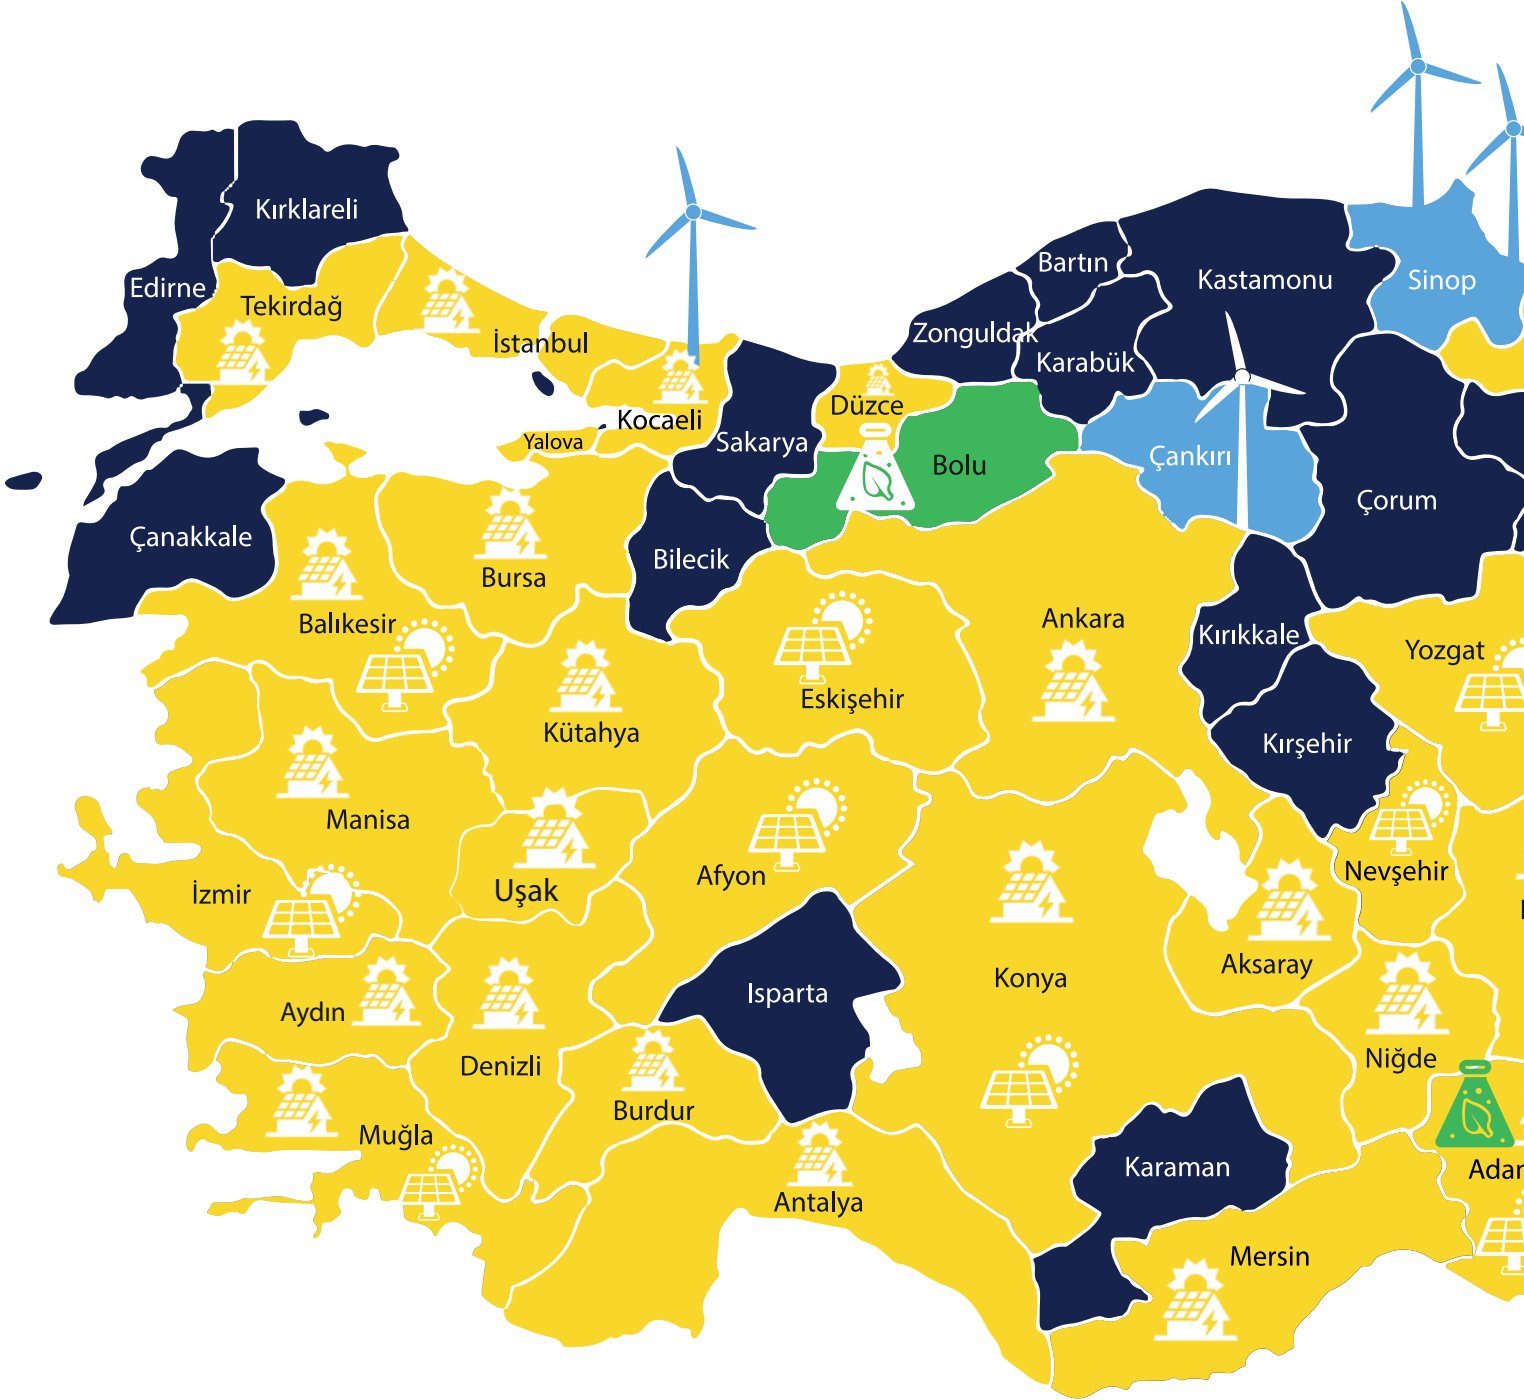 Kırklareli
Edirne
Tekirdağ
İstanbul
Kocaeli
Yalova
Sakarya
Düzce
Bolu
Zonguldak
Bartın
Karabük
Kastamonu
Sinop
Çankırı
Çorum
Çanakkale
Balıkesir
Bursa
Bilecik
Eskişehir
Ankara
Kırıkkale
Yozgat
Kırşehir
Kütahya
Manisa
Uşak
Afyon
Nevşehir
İzmir
Aydın
Denizli
Isparta
Konya
Aksaray
Niğde
Muğla
Burdur
Antalya
Karaman
Mersin